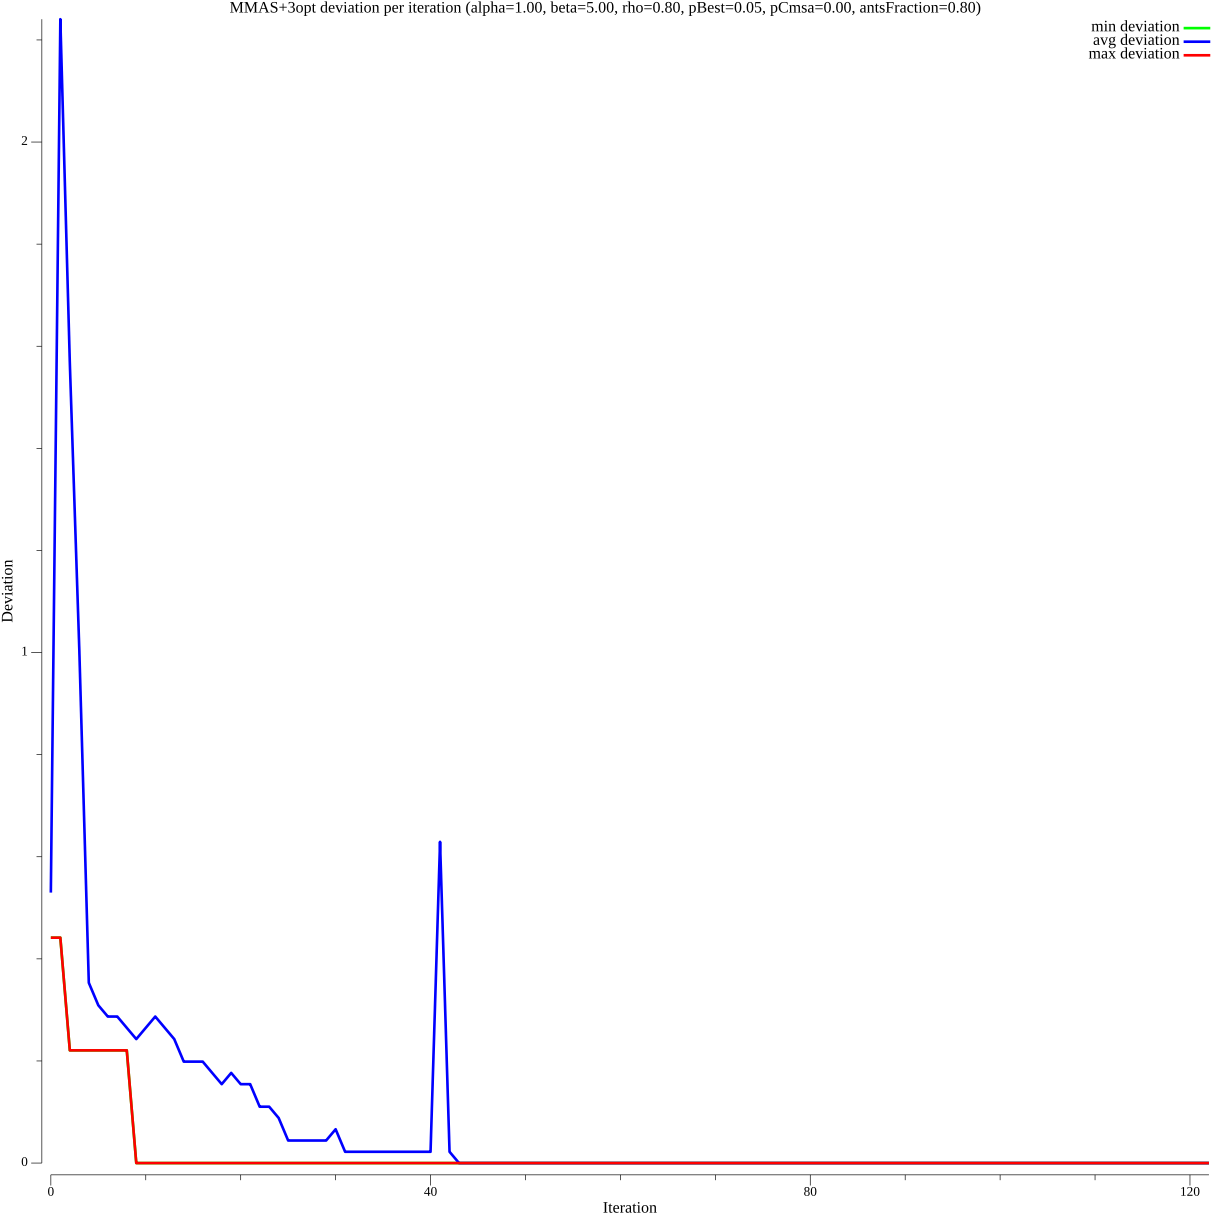 MMAS+3opt deviation per iteration (alpha=1.00, beta=5.00, rho=0.80, pBest=0.05, pCmsa=0.00, antsFraction=0.80)
min deviation
avg deviation
max deviation
2
1
0
Deviation
0 40 80 120
Iteration